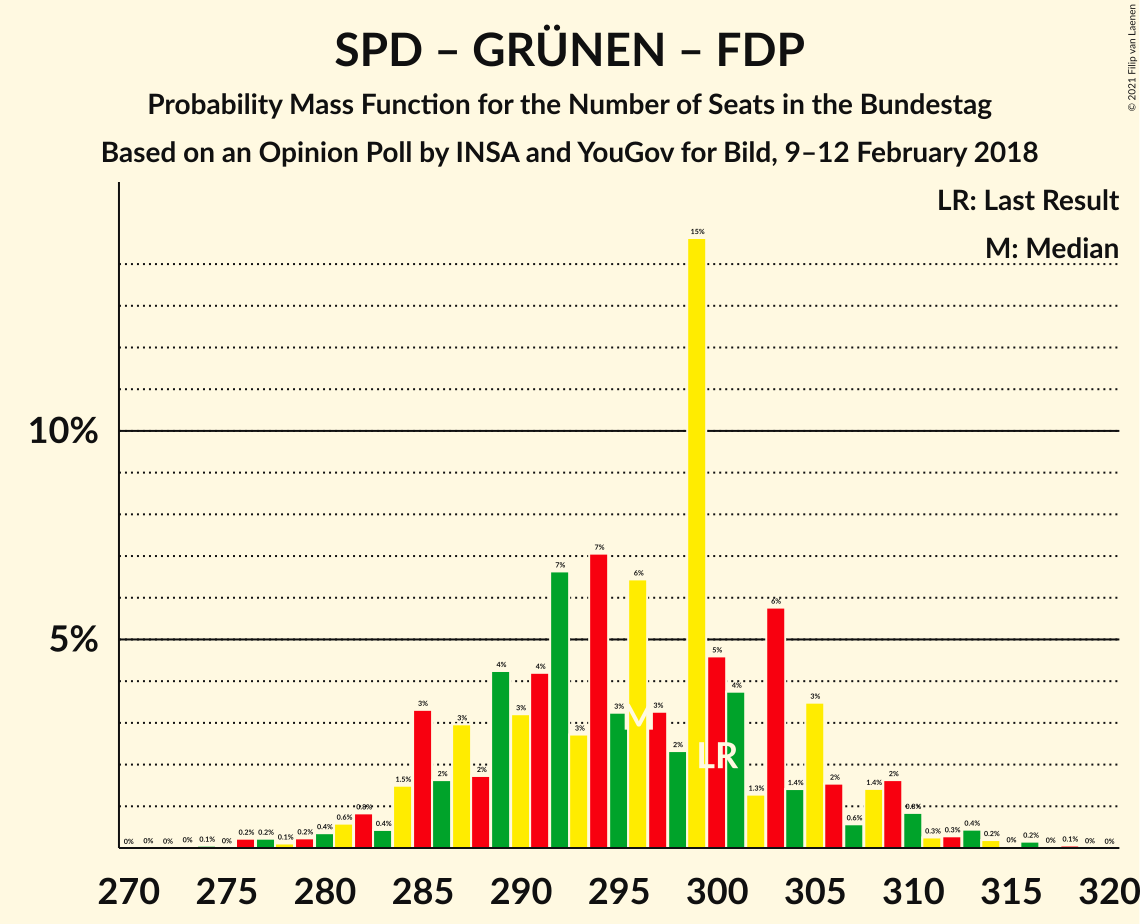 SPD – GRÜNEN – FDP
Probability Mass Function for the Number of Seats in the Bundestag
Based on an Opinion Poll by INSA and YouGov for Bild, 9–12 February 2018
© 2021 Filip van Laenen
LR: Last Result
M: Median
10%
5%
0% 0% 0% 0% 0.1% 0% 0.2% 0.2% 0.1% 0.2% 0.4% 0.6% 0.8% 0.4% 1.5% 3% 2% 3% 2% 4% 3% 4% 7% 3% 7% 3% 6% 3% 2% 15% 5% 4% 1.3% 6% 1.4% 3% 2% 0.6% 1.4% 2% 0.8% 0.3% 0.3% 0.4% 0.2% 0% 0.2% 0% 0.1% 0% 0%
M
LR
270 275 280 285 290 295 300 305 310 315 320